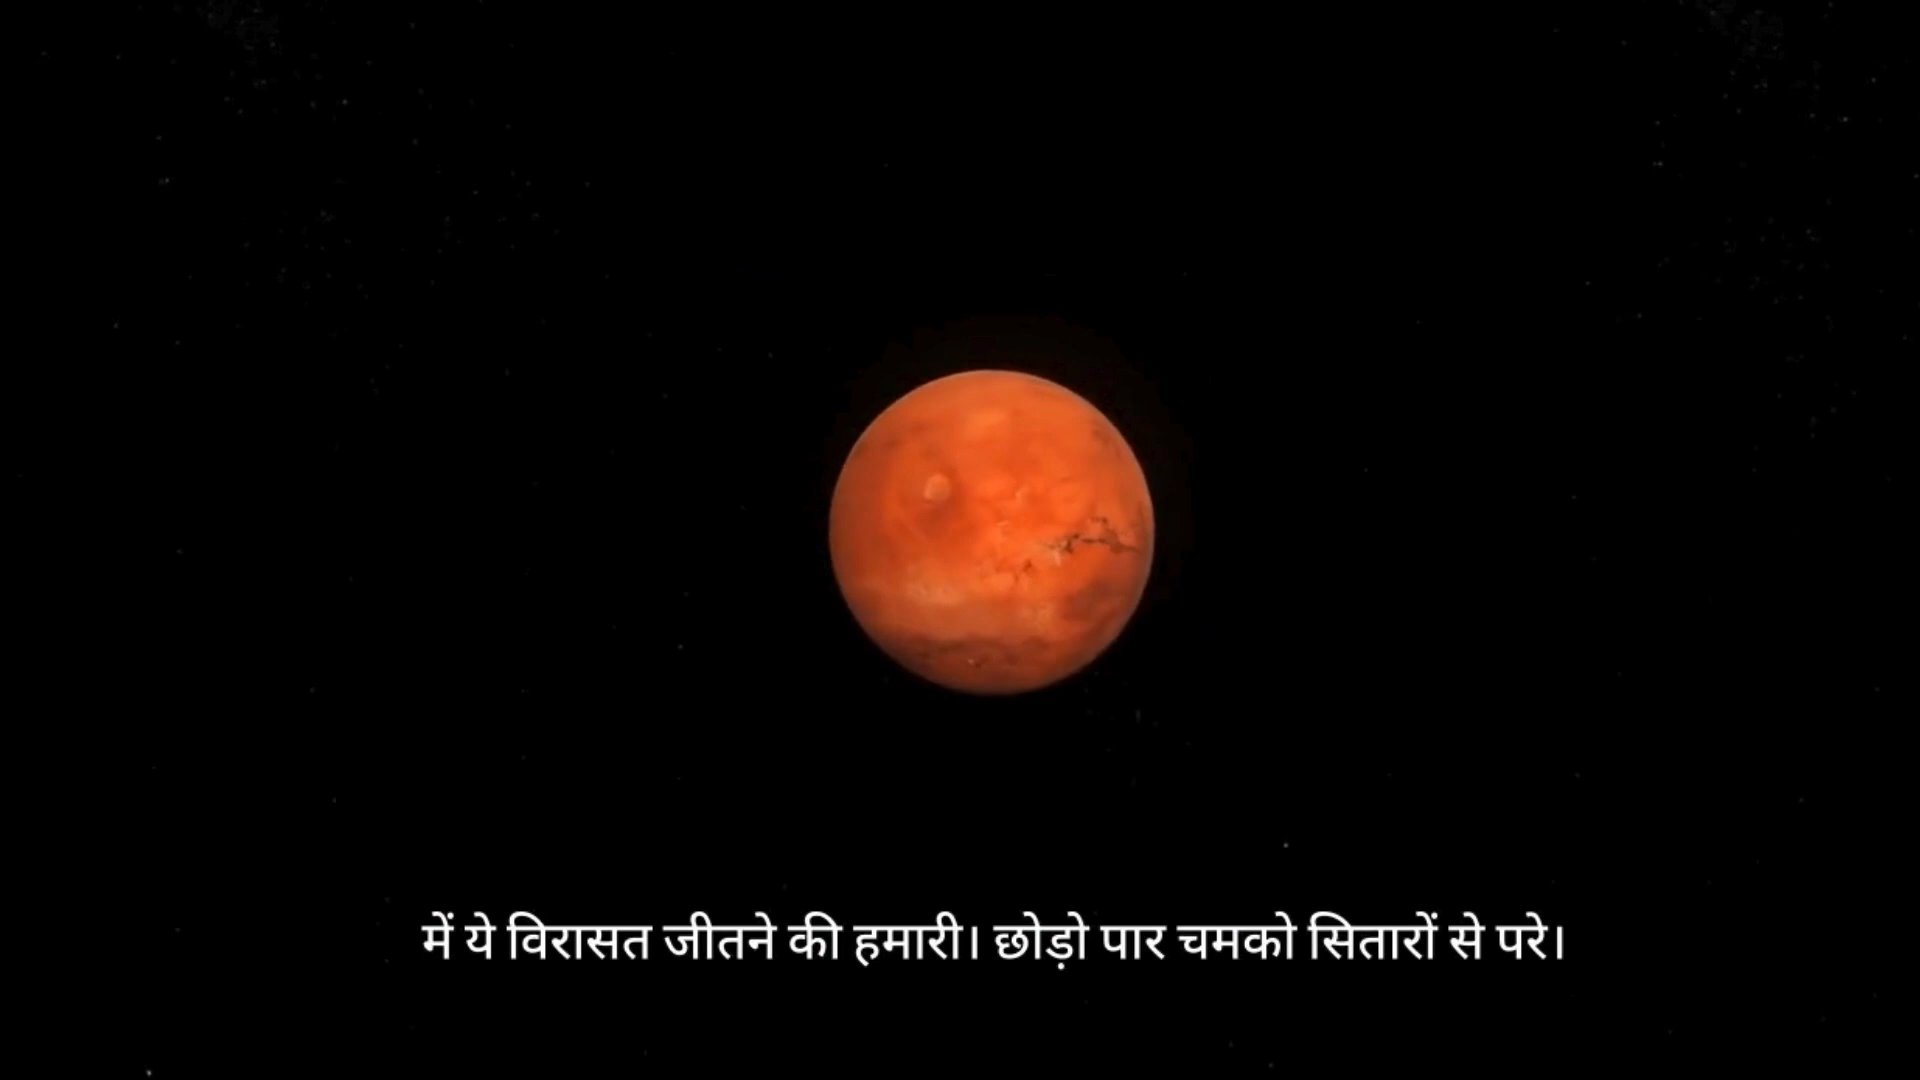 में ये विरासत जीतने की हमारी। छोड़ो पार चमको सितारों से परे।